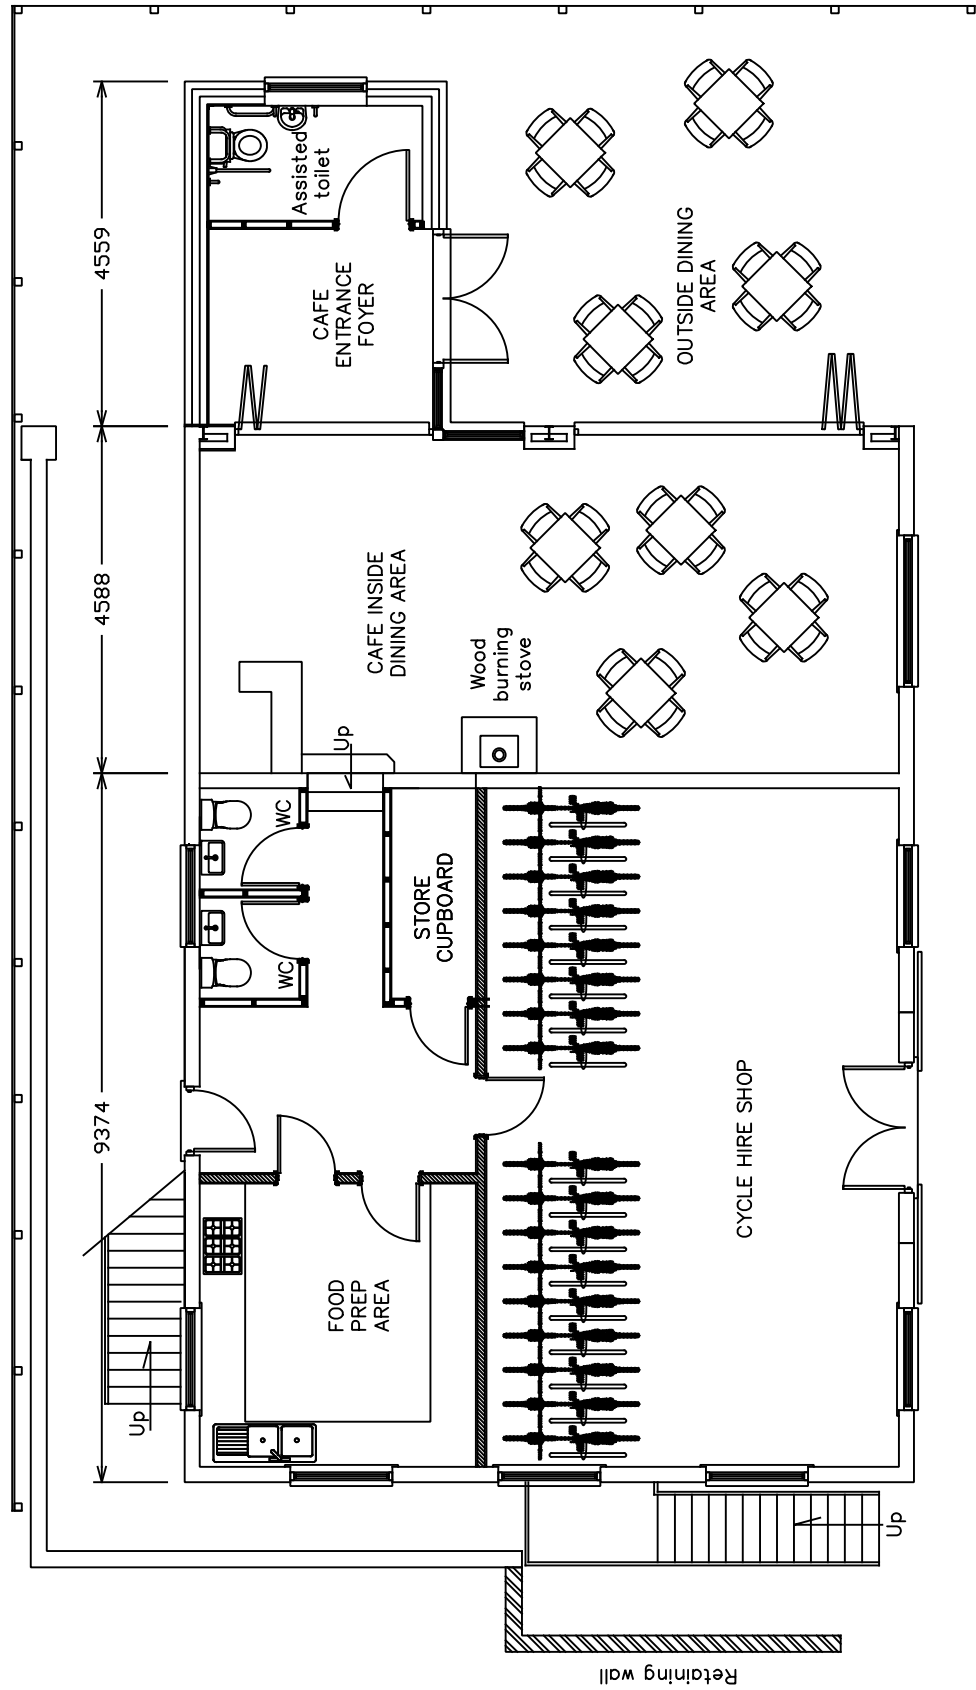 4559
4588
9374
Assisted
toilet
CAFE
ENTRANCE
FOYER
OUTSIDE DINING
AREA
CAFE INSIDE
DINING AREA
Wood
burning
stove
Up
WC
WC
STORE
CUPBOARD
CYCLE HIRE SHOP
FOOD
PREP
AREA
Up
Up
Retaining wall